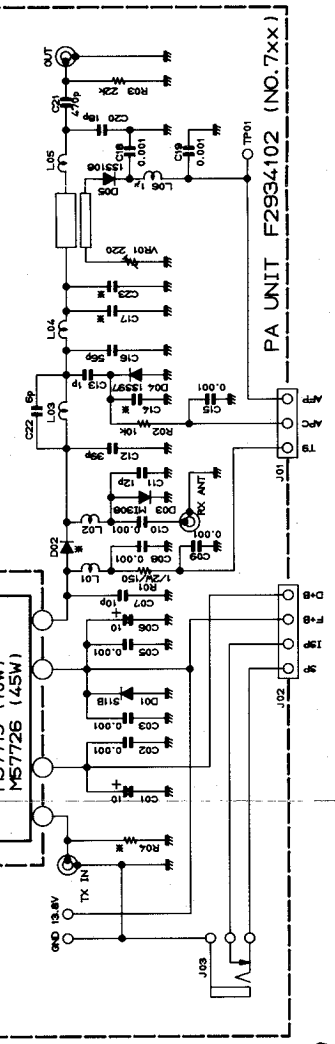 OUT
C21
470p
R03 22k
C20
18p
C18
0.001
C19
0.001
TP01
L05
D05
1SS106
L06
1μ
VR01 220
PA UNIT F2934102 (NO.7xx)
C23
*
C17
*
L04
C16
56p
C13
1p
D04 1SS97
C14
*
R02
10k
C15
0.001
AFP
APC
T9
J01
C22 6p
L03
C12
39p
C11
12p
D03 MI308
C10
0.001
L02
RX ANT
D02
*
L01
C08
0.001
R01
1/2W/150
C09
0.001
C07
10p
C06
10
+
C05
0.001
D01
S11B
C03
0.001
C02
0.001
C01
10
+
D+B
F+B
ISP
SP
J02
M57726 (45W)
R04
*
TX IN
13.8V
GND
J03